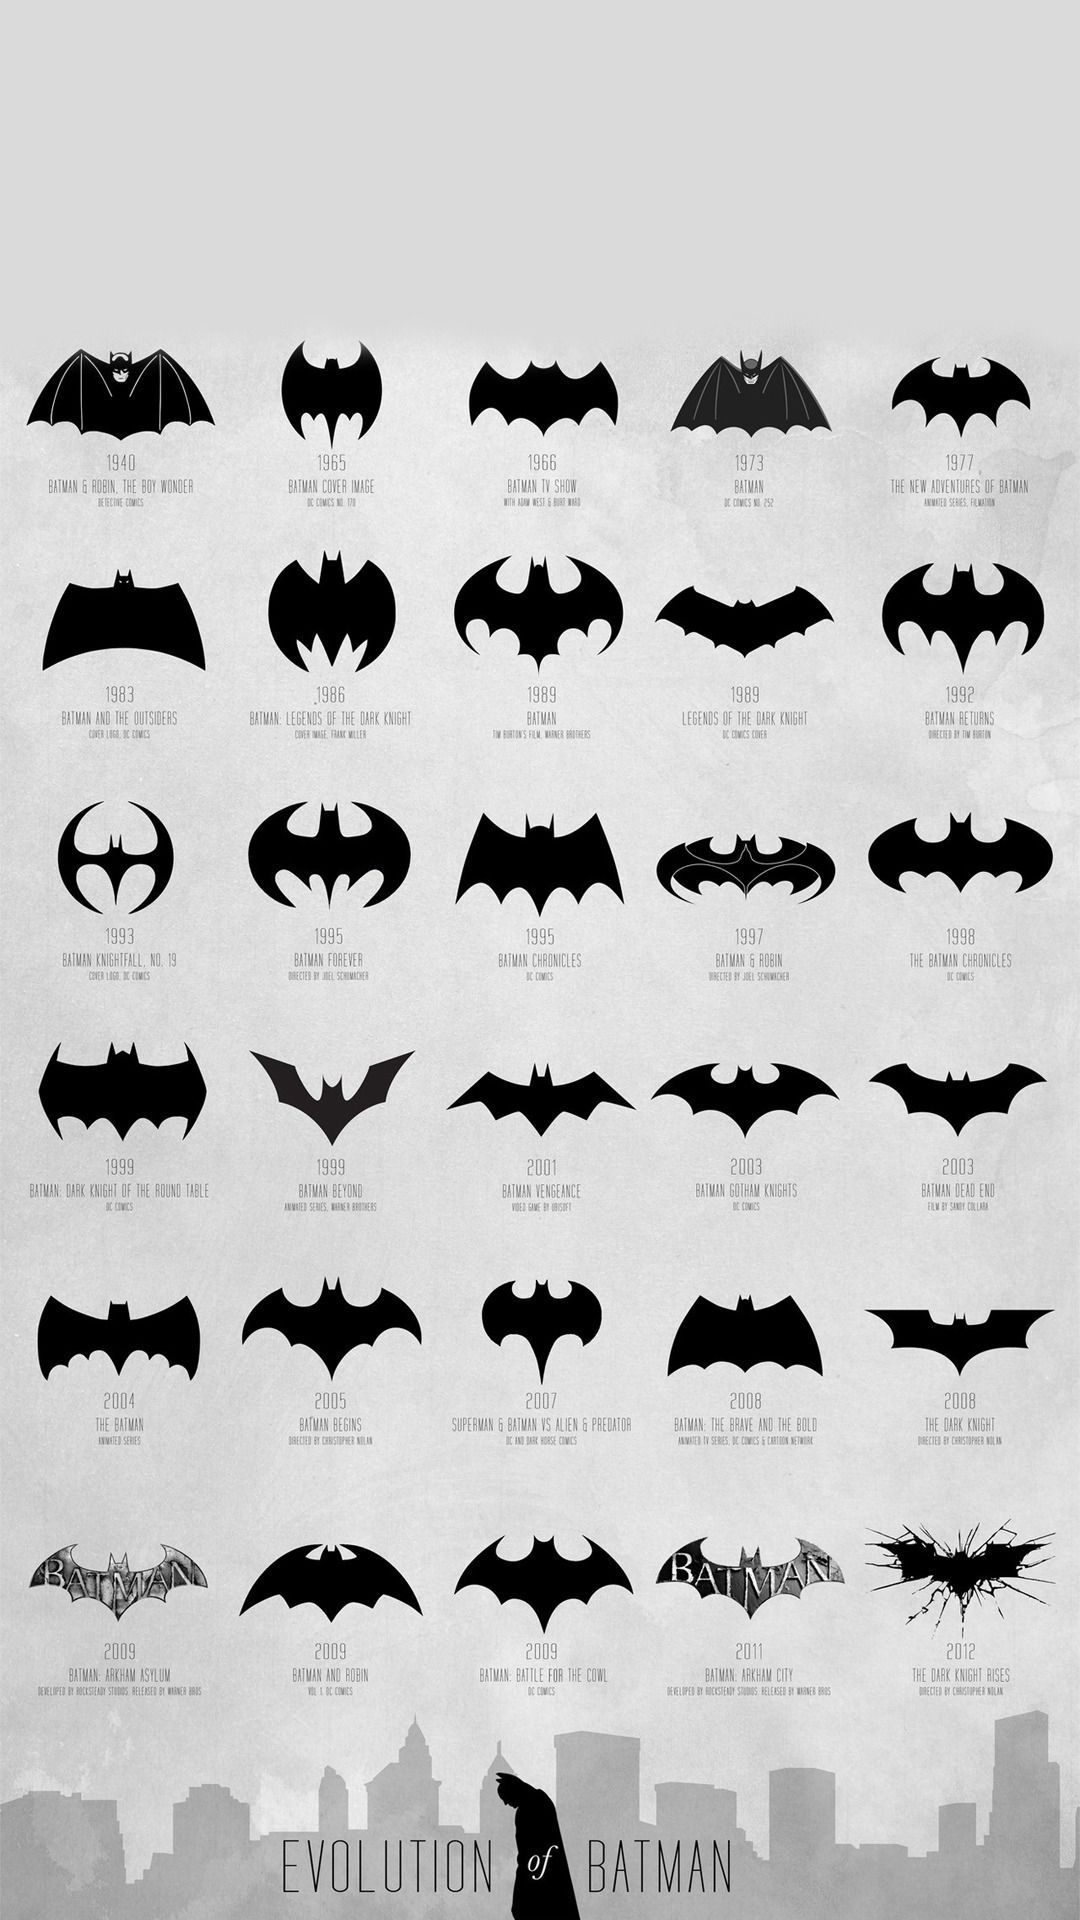 1940
BATMAN & ROBIN, THE BOY WONDER
DETECTIVE COMICS
1965
BATMAN COVER IMAGE
DC COMICS NO. 170
1966
BATMAN TV SHOW
WITH ADAM WEST & BURT WARD
1973
BATMAN
DC COMICS NO. 252
1977
THE NEW ADVENTURES OF BATMAN
ANIMATED SERIES, FILMATION
1983
BATMAN AND THE OUTSIDERS
COVER LOGO, DC COMICS
1986
BATMAN: LEGENDS OF THE DARK KNIGHT
COVER IMAGE, FRANK MILLER
1989
BATMAN
TIM BURTON'S FILM, WARNER BROTHERS
1989
LEGENDS OF THE DARK KNIGHT
DC COMICS COVER
1992
BATMAN RETURNS
DIRECTED BY TIM BURTON
1993
BATMAN KNIGHTFALL, NO. 19
COVER LOGO, DC COMICS
1995
BATMAN FOREVER
DIRECTED BY JOEL SCHUMACHER
1995
BATMAN CHRONICLES
DC COMICS
1997
BATMAN & ROBIN
DIRECTED BY JOEL SCHUMACHER
1998
THE BATMAN CHRONICLES
DC COMICS
1999
BATMAN: DARK KNIGHT OF THE ROUND TABLE
DC COMICS
1999
BATMAN BEYOND
ANIMATED SERIES, WARNER BROTHERS
2001
BATMAN VENGEANCE
VIDEO GAME BY UBISOFT
2003
BATMAN GOTHAM KNIGHTS
DC COMICS
2003
BATMAN DEAD END
FILM BY SANDY COLLARA
2004
THE BATMAN
ANIMATED SERIES
2005
BATMAN BEGINS
DIRECTED BY CHRISTOPHER NOLAN
2007
SUPERMAN & BATMAN VS ALIEN & PREDATOR
DC AND DARK HORSE COMICS
2008
BATMAN: THE BRAVE AND THE BOLD
ANIMATED TV SERIES, DC COMICS & CARTOON NETWORK
2008
THE DARK KNIGHT
DIRECTED BY CHRISTOPHER NOLAN
BATMAN
2009
BATMAN: ARKHAM ASYLUM
DEVELOPED BY ROCKSTEADY STUDIOS, RELEASED BY WARNER BROS
2009
BATMAN AND ROBIN
VOL 1, DC COMICS
2009
BATMAN: BATTLE FOR THE COWL
DC COMICS
BATMAN
2011
BATMAN: ARKHAM CITY
DEVELOPED BY ROCKSTEADY STUDIOS, RELEASED BY WARNER BROS
2012
THE DARK KNIGHT RISES
DIRECTED BY CHRISTOPHER NOLAN
EVOLUTION of BATMAN